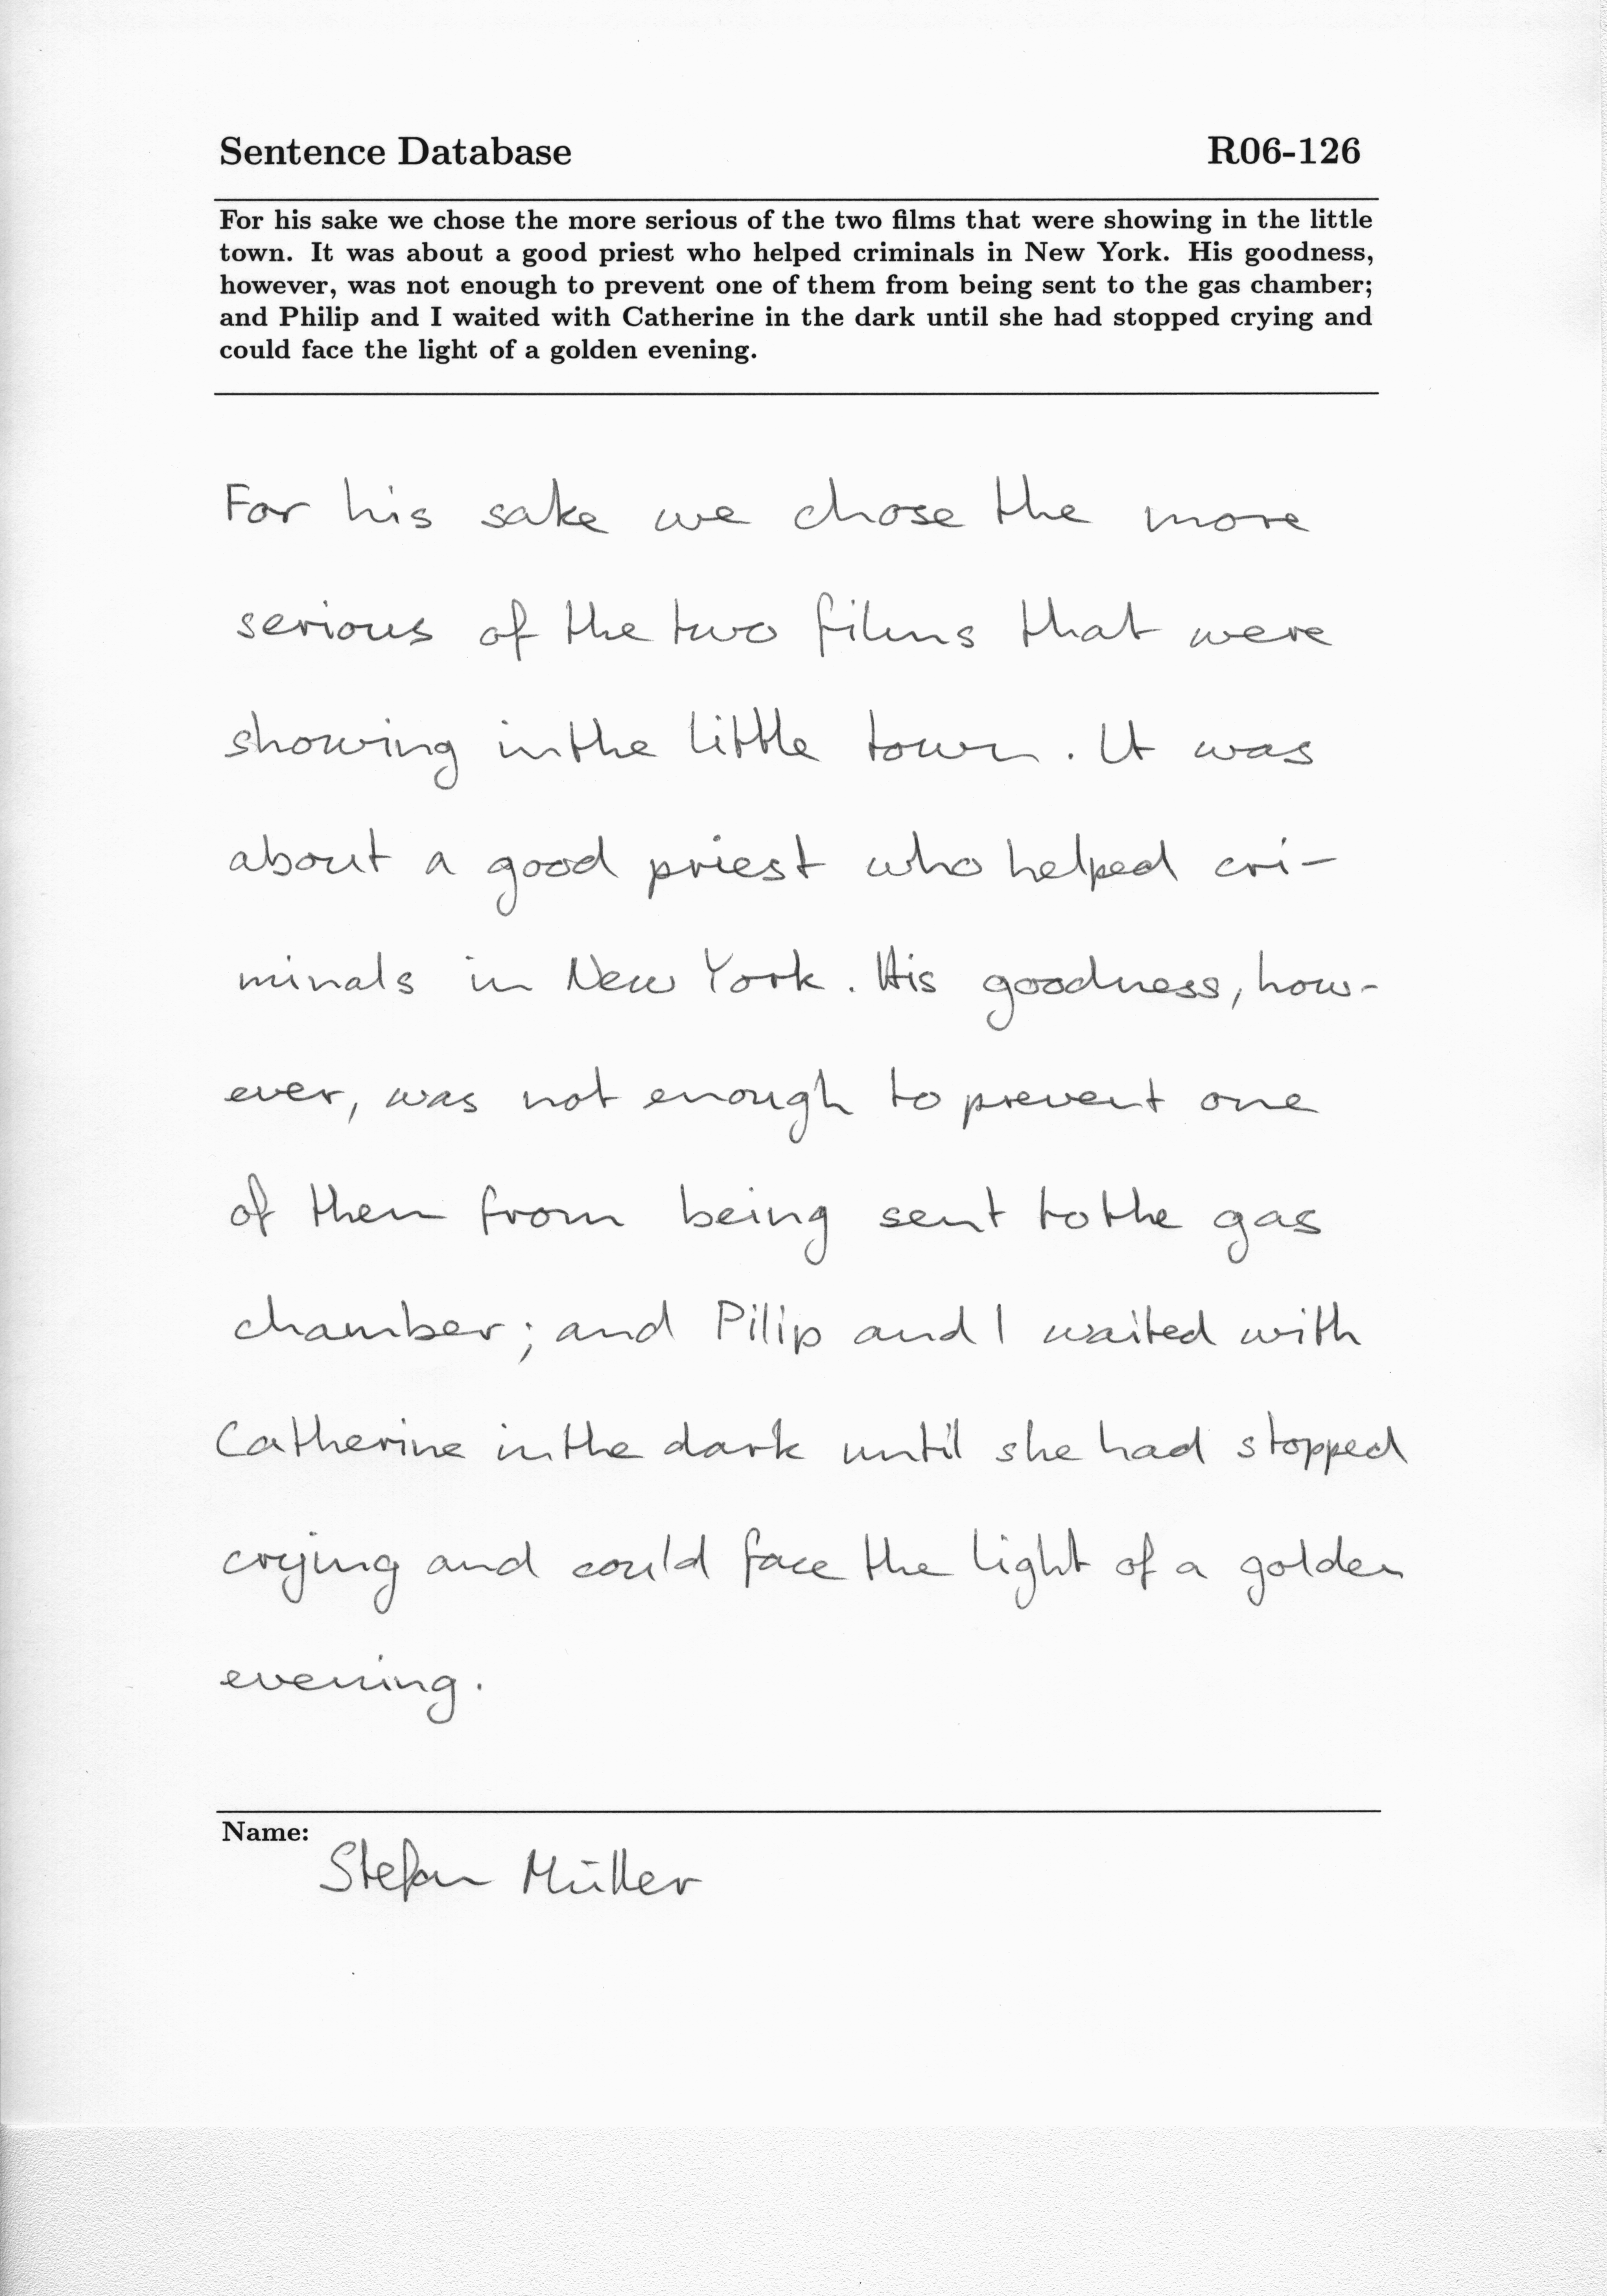 Sentence Database R06-126
For his sake we chose the more serious of the two films that were showing in the little
town. It was about a good priest who helped criminals in New York. His goodness,
however, was not enough to prevent one of them from being sent to the gas chamber;
and Philip and I waited with Catherine in the dark until she had stopped crying and
could face the light of a golden evening.
For his sake we chose the more
serious of the two films that were
showing in the little town. It was
about a good priest who helped cri-
minals in New York. His goodness, how-
ever, was not enough to prevent one
of them from being sent to the gas
chamber; and Pilip and I waited with
Catherine in the dark until she had stopped
crying and could face the light of a golden
evening.
Name:
Stefan Müller